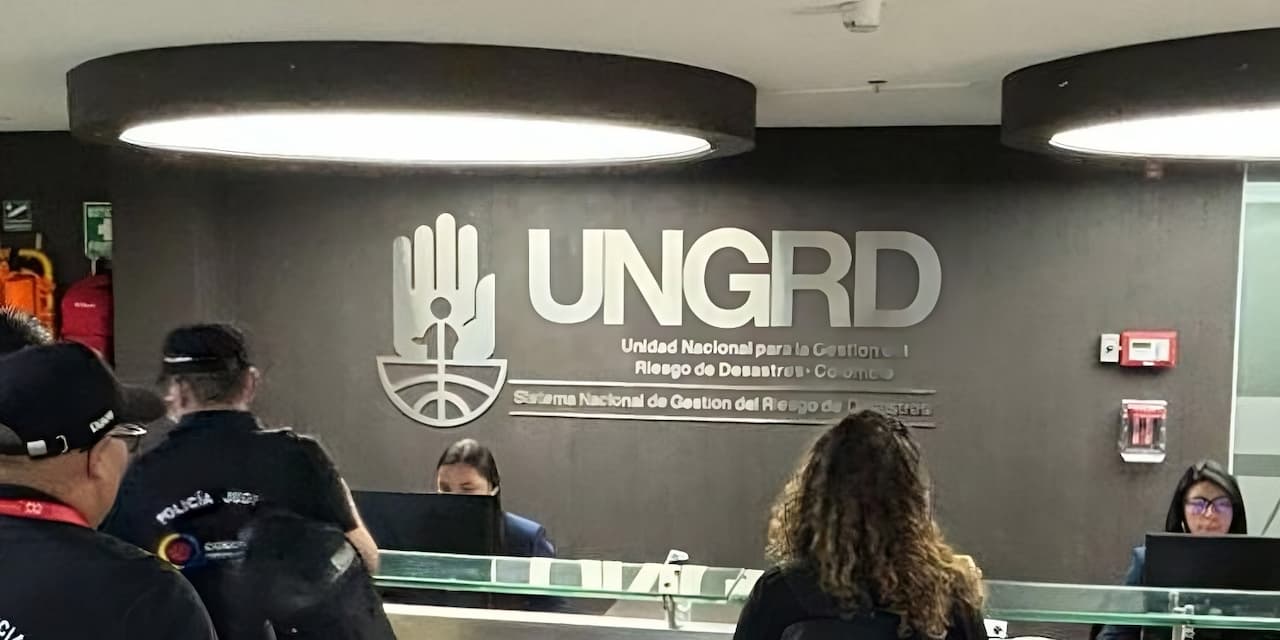 UNGRD
Unidad Nacional para la Gestion del
Riesgo de Desastres - Colombia
Sistema Nacional de Gestion del Riesgo de Desastres
POLICÍA